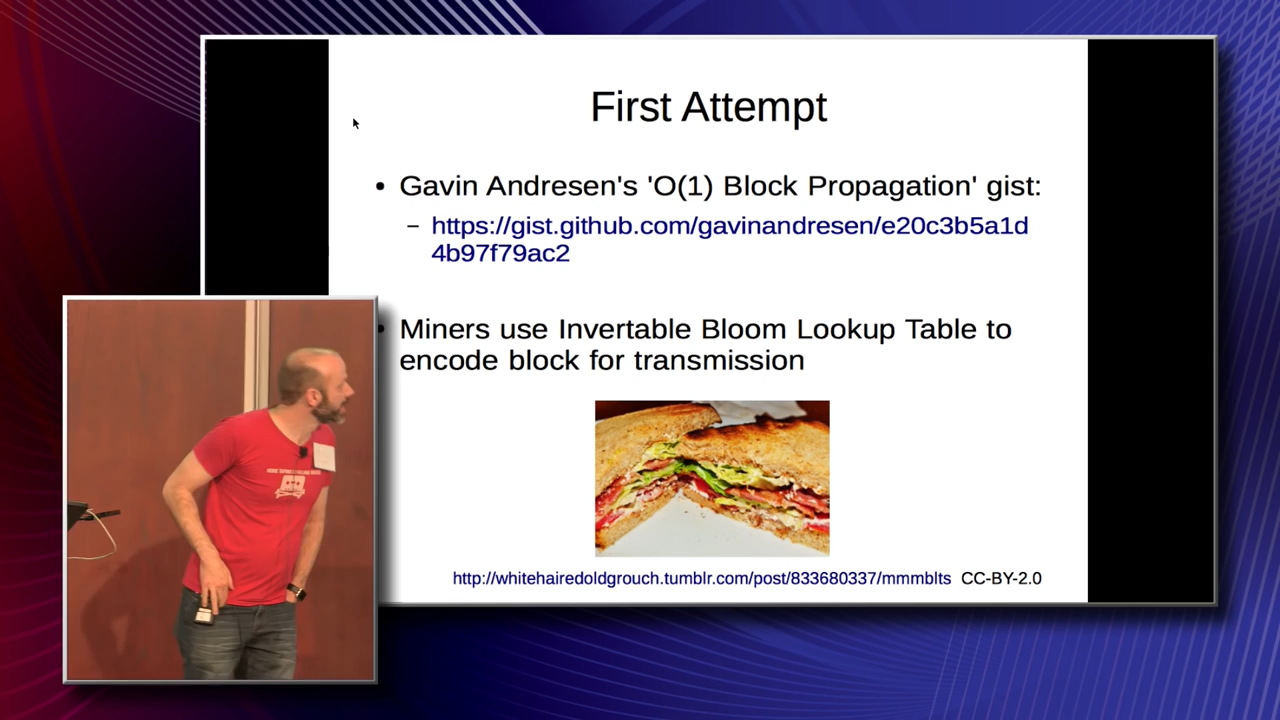 First Attempt
• Gavin Andresen's 'O(1) Block Propagation' gist:
– https://gist.github.com/gavinandresen/e20c3b5a1d
4b97f79ac2
• Miners use Invertable Bloom Lookup Table to
encode block for transmission
http://whitehairedoldgrouch.tumblr.com/post/833680337/mmmblts CC-BY-2.0